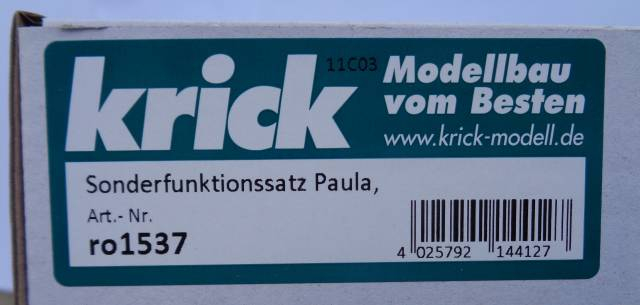 krick
11C03
Modellbau
vom Besten
www.krick-modell.de
Sonderfunktionssatz Paula,
Art.- Nr.
ro1537
4 025792 144127